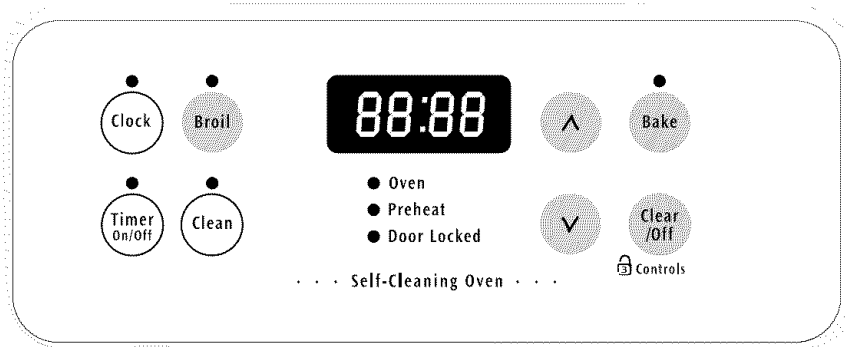 Clock
Broil
88:88
Bake
Timer
On/Off
Clean
Oven
Preheat
Door Locked
Clear
/Off
3 Controls
· · · Self-Cleaning Oven · · ·